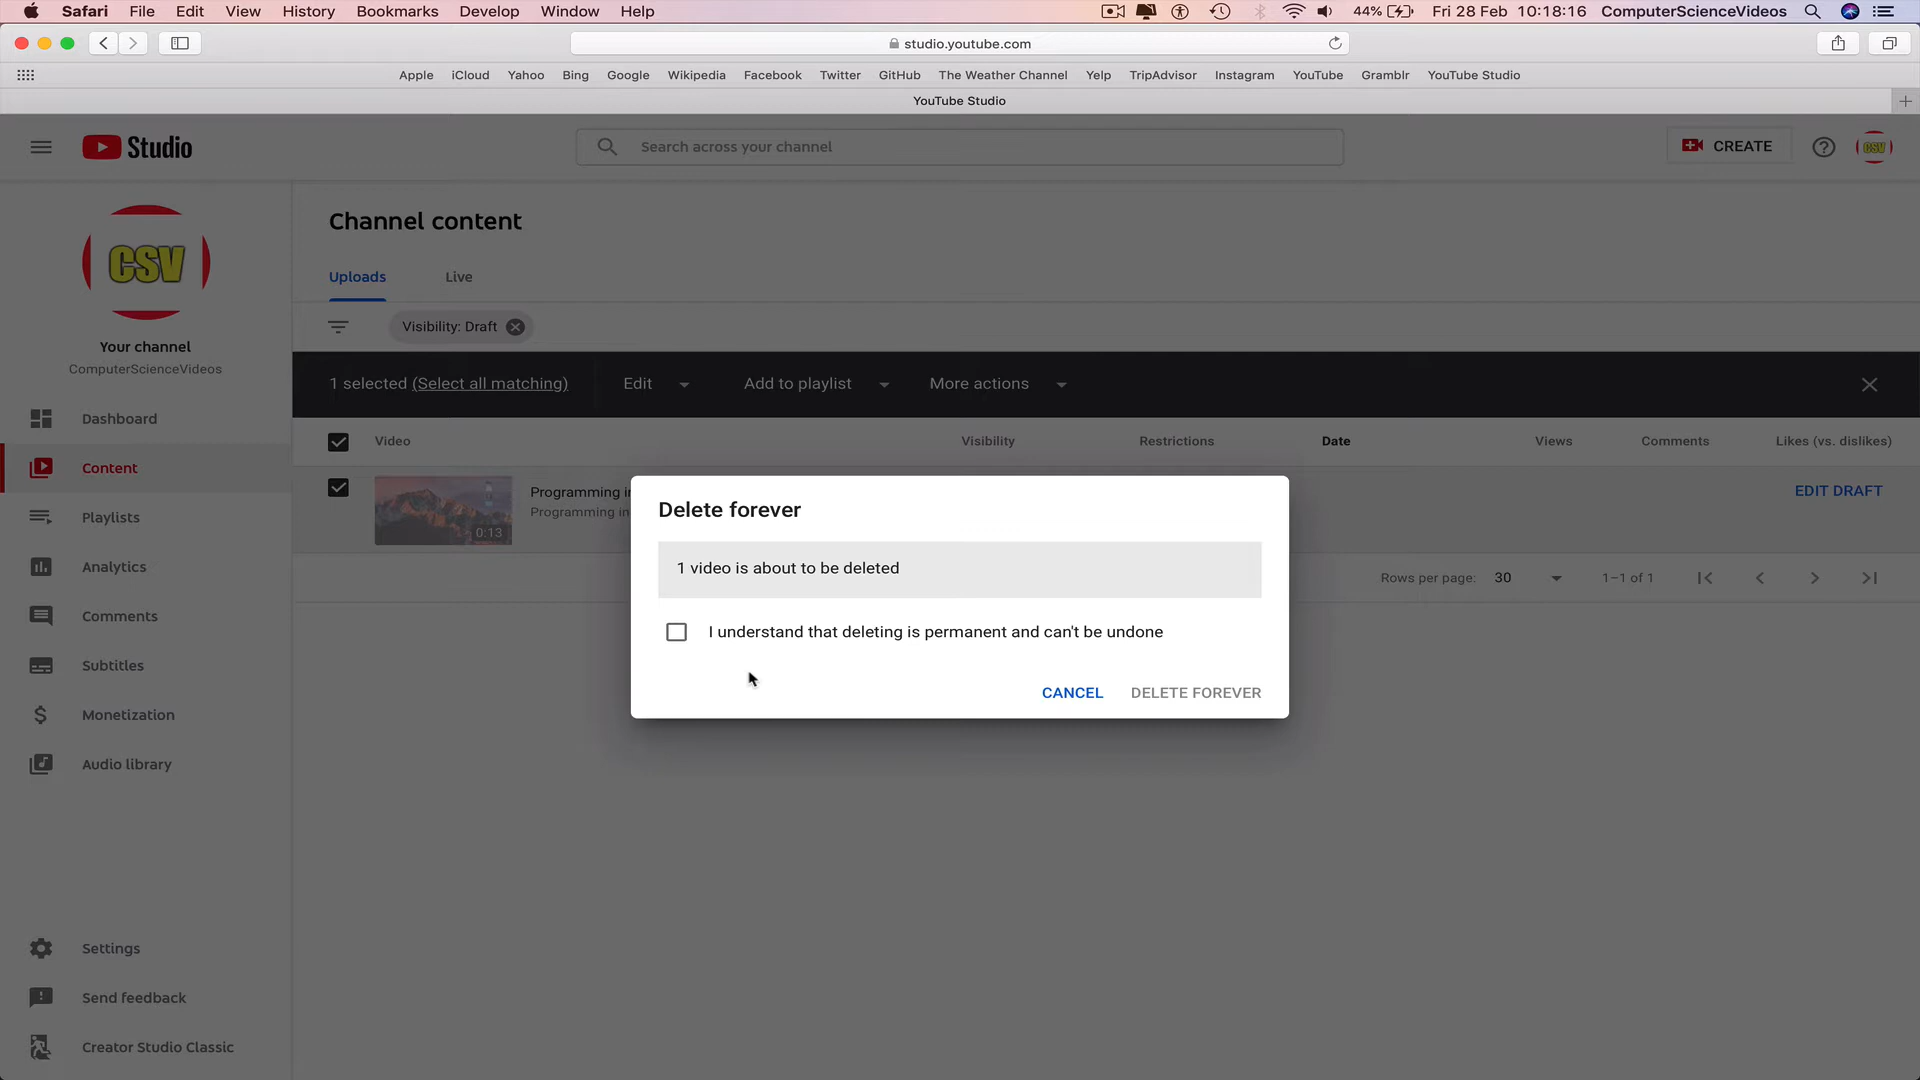 Safari File Edit View History Bookmarks Develop Window Help 44% Fri 28 Feb 10:18:16 ComputerScienceVideos
studio.youtube.com
Apple iCloud Yahoo Bing Google Wikipedia Facebook Twitter GitHub The Weather Channel Yelp TripAdvisor Instagram YouTube Gramblr YouTube Studio
YouTube Studio
Studio
Search across your channel
CREATE
CSV
CSV
Your channel
ComputerScienceVideos
Dashboard
Content
Playlists
Analytics
Comments
Subtitles
Monetization
Audio library
Settings
Send feedback
Creator Studio Classic
Channel content
Uploads Live
Visibility: Draft
1 selected (Select all matching) Edit Add to playlist More actions
Video Visibility Restrictions Date Views Comments Likes (vs. dislikes)
0:13
Programming
Programming in
EDIT DRAFT
Rows per page: 30 1–1 of 1
Delete forever
1 video is about to be deleted
I understand that deleting is permanent and can't be undone
CANCEL DELETE FOREVER